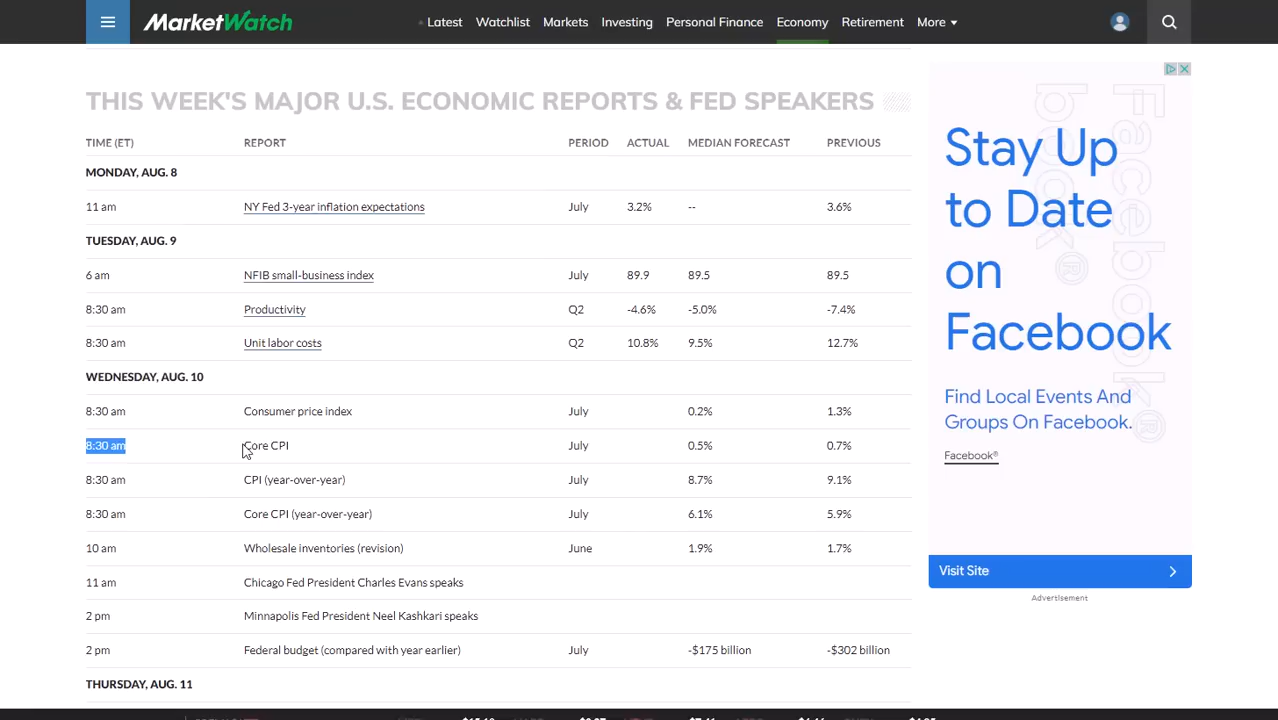 MarketWatch Latest Watchlist Markets Investing Personal Finance Economy Retirement More
THIS WEEK'S MAJOR U.S. ECONOMIC REPORTS & FED SPEAKERS
TIME (ET) REPORT PERIOD ACTUAL MEDIAN FORECAST PREVIOUS
MONDAY, AUG. 8
11 am NY Fed 3-year inflation expectations July 3.2% -- 3.6%
TUESDAY, AUG. 9
6 am NFIB small-business index July 89.9 89.5 89.5
8:30 am Productivity Q2 -4.6% -5.0% -7.4%
8:30 am Unit labor costs Q2 10.8% 9.5% 12.7%
WEDNESDAY, AUG. 10
8:30 am Consumer price index July 0.2% 1.3%
8:30 am Core CPI July 0.5% 0.7%
8:30 am CPI (year-over-year) July 8.7% 9.1%
8:30 am Core CPI (year-over-year) July 6.1% 5.9%
10 am Wholesale inventories (revision) June 1.9% 1.7%
11 am Chicago Fed President Charles Evans speaks
2 pm Minnapolis Fed President Neel Kashkari speaks
2 pm Federal budget (compared with year earlier) July -$175 billion -$302 billion
THURSDAY, AUG. 11
Facebook®
Stay Up
to Date
on
Facebook
Find Local Events And
Groups On Facebook.
Facebook®
Visit Site
Advertisement